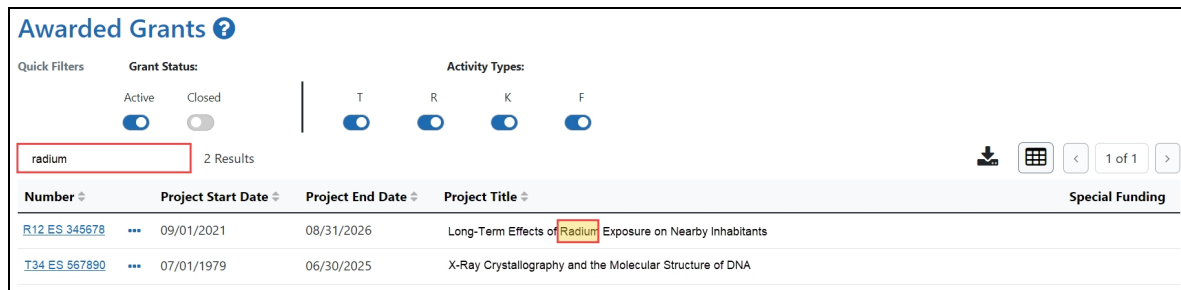 Awarded Grants ?
Quick Filters Grant Status: Activity Types:
Active Closed T R K F
radium 2 Results 1 of 1
Number Project Start Date Project End Date Project Title Special Funding
R12 ES 345678 ... 09/01/2021 08/31/2026 Long-Term Effects of Radium Exposure on Nearby Inhabitants
T34 ES 567890 ... 07/01/1979 06/30/2025 X-Ray Crystallography and the Molecular Structure of DNA